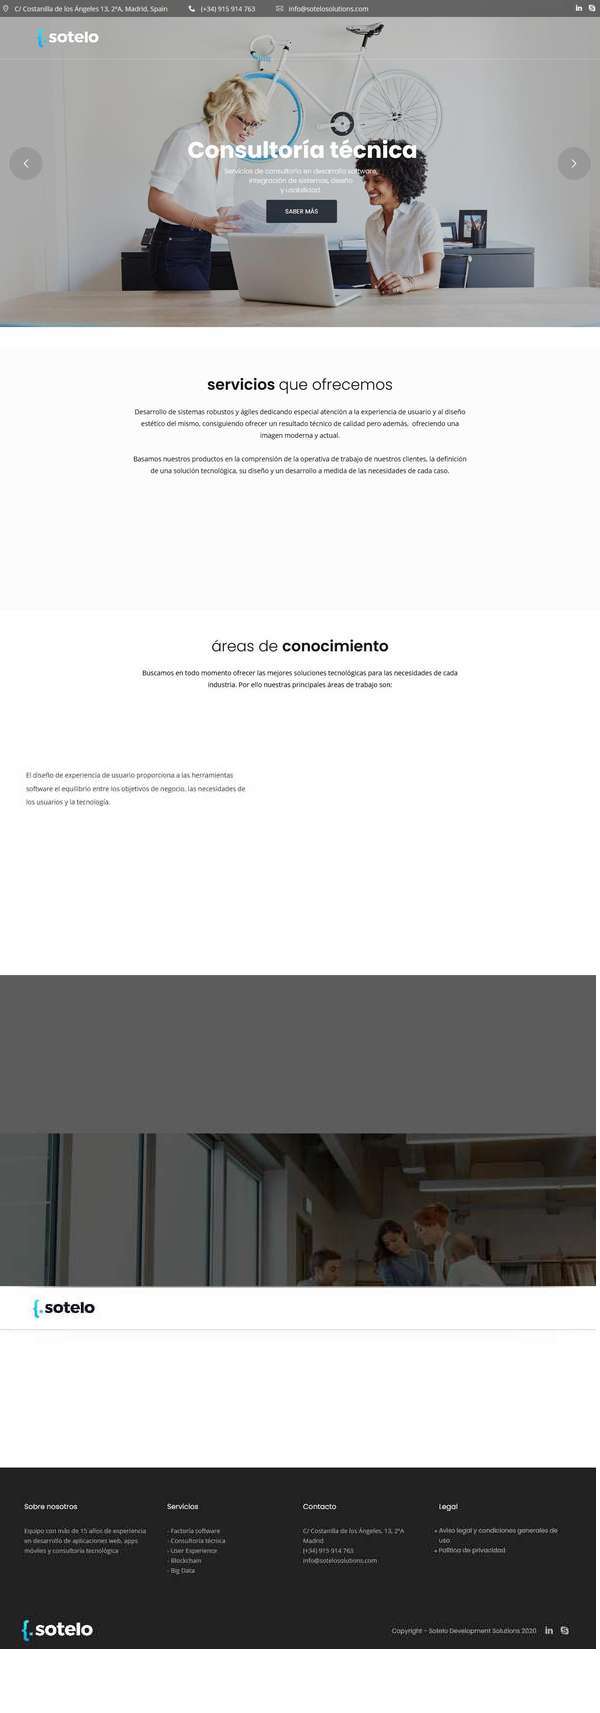 C/ Costanilla de los Ángeles 13, 2ºA, Madrid, Spain
(+34) 915 914 763
info@sotelosolutions.com
{.sotelo
Consultoría técnica
Servicios de consultoría en desarrollo software,
integración de sistemas, diseño
y usabilidad.
SABER MÁS
servicios que ofrecemos
Desarrollo de sistemas robustos y ágiles dedicando especial atención a la experiencia de usuario y al diseño
estético del mismo, consiguiendo ofrecer un resultado técnico de calidad pero además, ofreciendo una
imagen moderna y actual.
Basamos nuestros productos en la comprensión de la operativa de trabajo de nuestros clientes, la definición
de una solución tecnológica, su diseño y un desarrollo a medida de las necesidades de cada caso.
áreas de conocimiento
Buscamos en todo momento ofrecer las mejores soluciones tecnológicas para las necesidades de cada
industria. Por ello nuestras principales áreas de trabajo son:
El diseño de experiencia de usuario proporciona a las herramientas
software el equilibrio entre los objetivos de negocio, las necesidades de
los usuarios y la tecnología.
{.sotelo
Sobre nosotros
Equipo con más de 15 años de experiencia
en desarrollo de aplicaciones web, apps
móviles y consultoría tecnológica
Servicios
- Factoría software
- Consultoría técnica
- User Experience
- Blockchain
- Big Data
Contacto
C/ Costanilla de los Ángeles, 13, 2ºA
Madrid
(+34) 915 914 763
info@sotelosolutions.com
Legal
Aviso legal y condiciones generales de
uso
Política de privacidad
{.sotelo
Copyright - Sotelo Development Solutions 2020